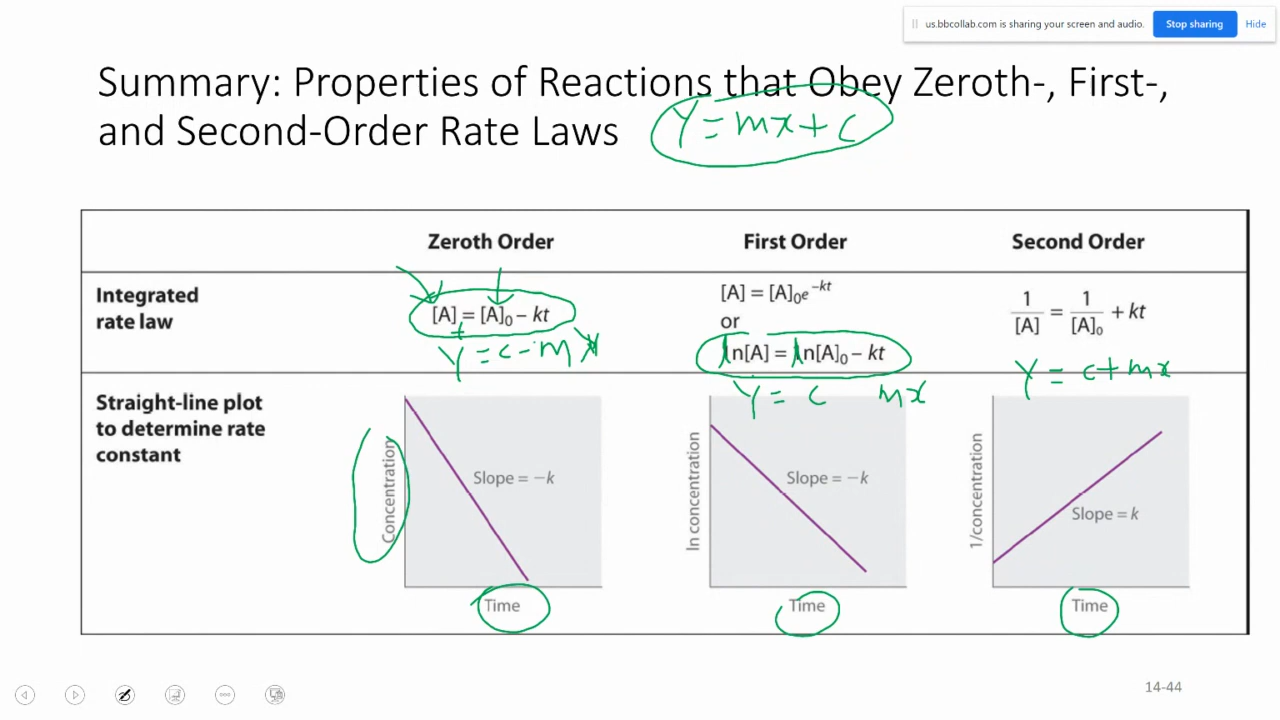 us.bbcollab.com is sharing your screen and audio. Stop sharing Hide
Summary: Properties of Reactions that Obey Zeroth-, First-,
and Second-Order Rate Laws
Y = mx + c
Zeroth Order First Order Second Order
Integrated
rate law
[A] = [A]₀ – kt
Y = c - m x
[A] = [A]₀e⁻ᵏᵗ
or
ln[A] = ln[A]₀ – kt
Y = c mx
1/[A] = 1/[A]₀ + kt
Y = c + mx
Straight-line plot
to determine rate
constant
Concentration
Slope = –k
Time
ln concentration
Slope = –k
Time
1/concentration
Slope = k
Time
14-44